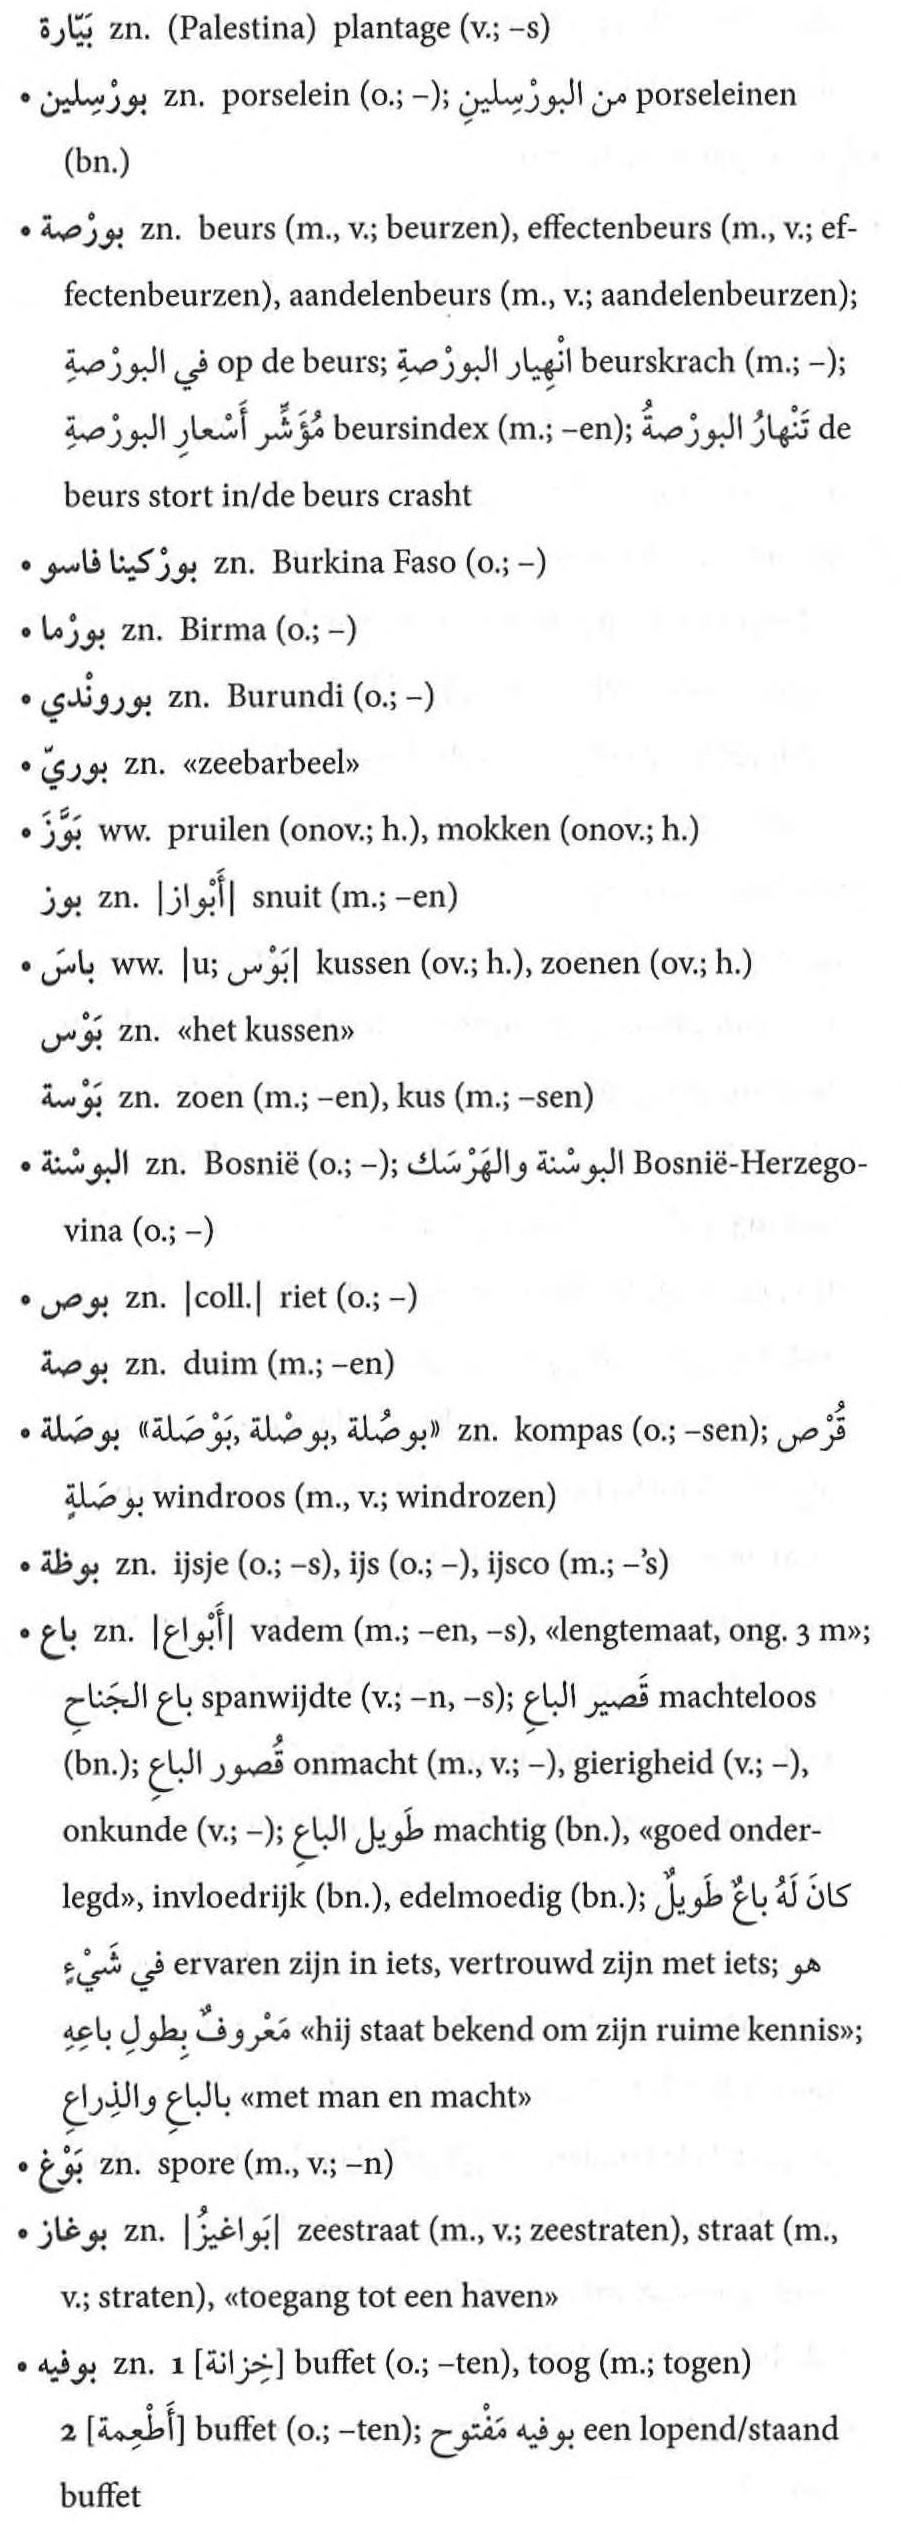 بَيّارة zn. (Palestina) plantage (v.; –s)
• بورْسِلين zn. porselein (o.; –); من البورْسِلينِ porseleinen
(bn.)
• بورْصة zn. beurs (m., v.; beurzen), effectenbeurs (m., v.; ef-
fectenbeurzen), aandelenbeurs (m., v.; aandelenbeurzen);
في البورْصةِ op de beurs; انْهِيار البورْصةِ beurskrach (m.; –);
مُؤَشِّر أَسْعارِ البورْصةِ beursindex (m.; –en); تَنْهارُ البورْصةُ de
beurs stort in/de beurs crasht
• بورْكينا فاسو zn. Burkina Faso (o.; –)
• بورْما zn. Birma (o.; –)
• بوروندْي zn. Burundi (o.; –)
• بوريّ zn. «zeebarbeel»
• بَوَّزَ ww. pruilen (onov.; h.), mokken (onov.; h.)
بوز zn. |أَبْواز| snuit (m.; –en)
• باسَ ww. |u; بَوْس| kussen (ov.; h.), zoenen (ov.; h.)
بَوْس zn. «het kussen»
بَوْسة zn. zoen (m.; –en), kus (m.; –sen)
• البوسْنة zn. Bosnië (o.; –); البوسْنة والهَرْسَك Bosnië-Herzego-
vina (o.; –)
• بوص zn. |coll.| riet (o.; –)
بوصة zn. duim (m.; –en)
• بوصَلة «بوصُلة, بوصْلة, بَوْصَلة» zn. kompas (o.; –sen); قُرْص
بوصَلةٍ windroos (m., v.; windrozen)
• بوظة zn. ijsje (o.; –s), ijs (o.; –), ijsco (m.; –’s)
• باع zn. |أَبْواع| vadem (m.; –en, –s), «lengtemaat, ong. 3 m»;
باع الجَناحِ spanwijdte (v.; –n, –s); قَصير الباعِ machteloos
(bn.); قُصور الباعِ onmacht (m., v.; –), gierigheid (v.; –),
onkunde (v.; –); طَويل الباعِ machtig (bn.), «goed onder-
legd», invloedrijk (bn.), edelmoedig (bn.); كانَ لَهُ باعٌ طَويلٌ
في شَيْءٍ ervaren zijn in iets, vertrouwd zijn met iets; هو
مَعْروفٌ بِطولِ باعِهِ «hij staat bekend om zijn ruime kennis»;
بالباعِ والذِراعِ «met man en macht»
• بَوْغ zn. spore (m., v.; –n)
• بوغاز zn. |بَواغيزُ| zeestraat (m., v.; zeestraten), straat (m.,
v.; straten), «toegang tot een haven»
• بوفيه zn. 1 [خِزانة] buffet (o.; –ten), toog (m.; togen)
2 [أَطْعِمة] buffet (o.; –ten); بوفيه مَفْتوح een lopend/staand
buffet